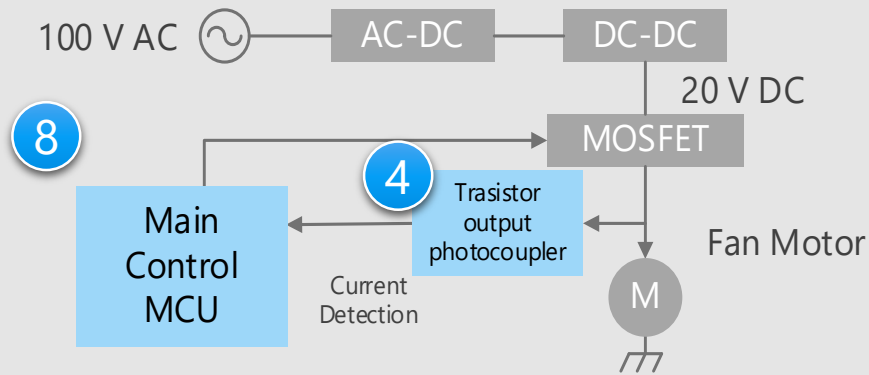 100 V AC
AC-DC
DC-DC
20 V DC
8
MOSFET
4
Trasistor
output
photocoupler
Main
Control
MCU
Fan Motor
Current
Detection
M